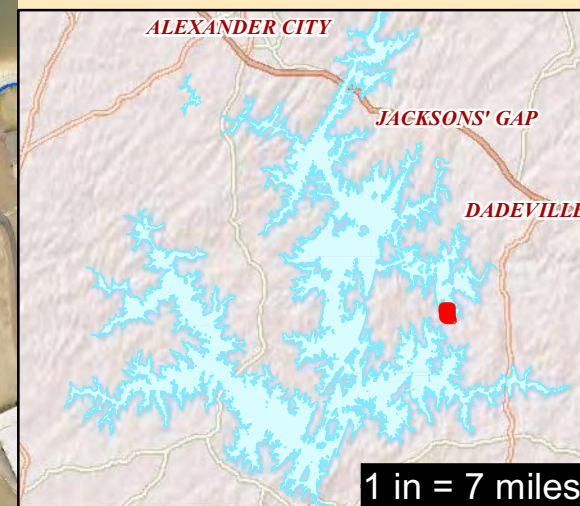 ALEXANDER CITY
JACKSONS' GAP
DADEVILLE
1 in = 7 miles